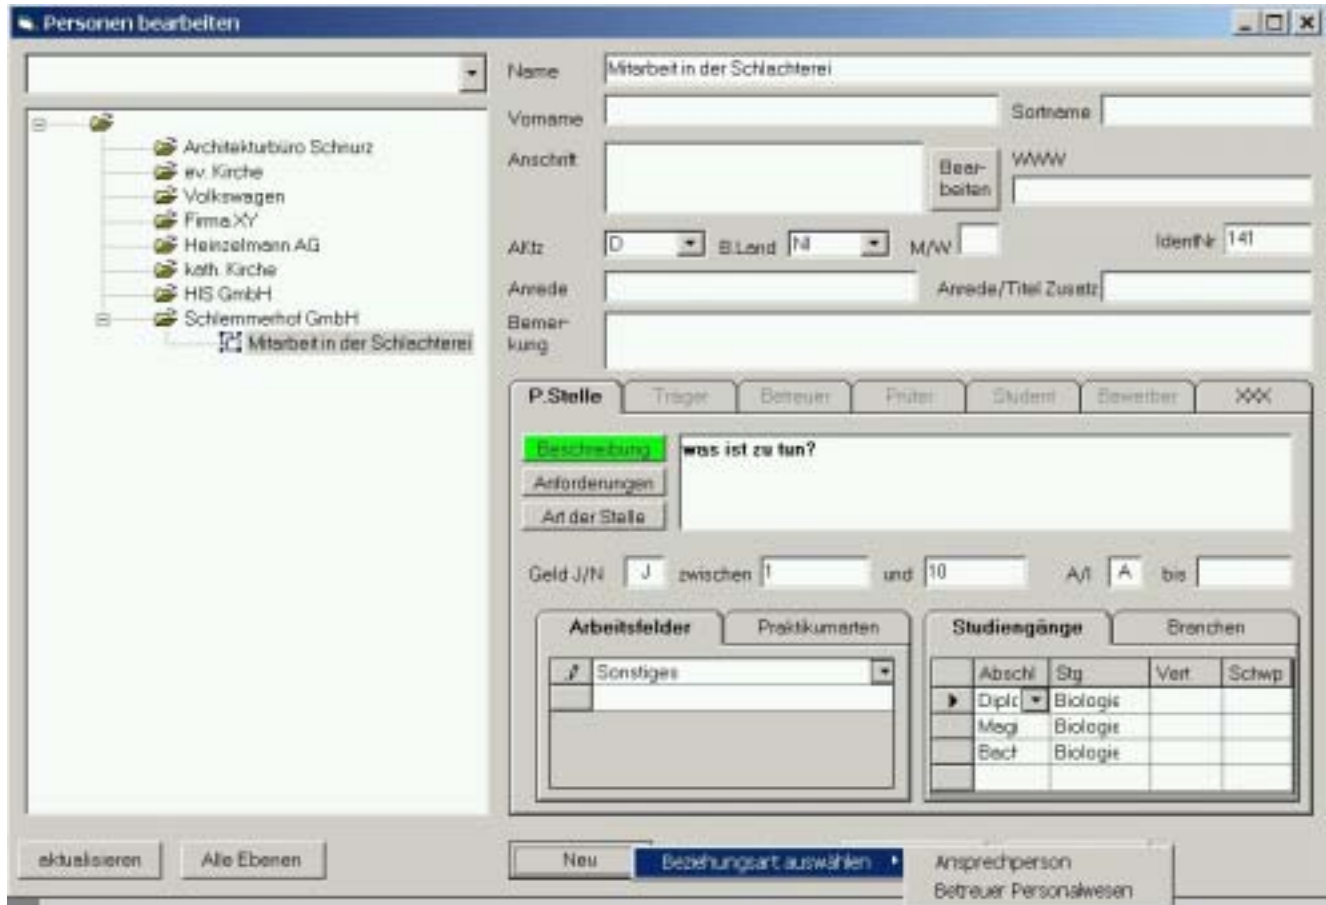 Personen bearbeiten
Name Mitarbeit in der Schlachterei
Vorname Sortname
Anschrift Bear-beiten WWW
AKfz D B.Land NI M/W IdentNr 141
Anrede Anrede/Titel Zusatz
Bemer-
kung
Architekturbüro Schnurz
ev. Kirche
Volkswagen
Firma XY
Heinzelmann AG
kath. Kirche
HIS GmbH
Schlemmerhof GmbH
Mitarbeit in der Schlachterei
P.Stelle Träger Betreuer Prüfer Student Bewerber XXX
Beschreibung was ist zu tun?
Anforderungen
Art der Stelle
Geld J/N J zwischen 1 und 10 A/I A bis
Arbeitsfelder Praktikumarten
Sonstiges
Studiengänge Branchen
Abschl Stg Vert Schwp
Diplc Biologie
Magi Biologie
Bact Biologie
aktualisieren Alle Ebenen Neu Beziehungsart auswählen
Ansprechperson
Betreuer Personalwesen